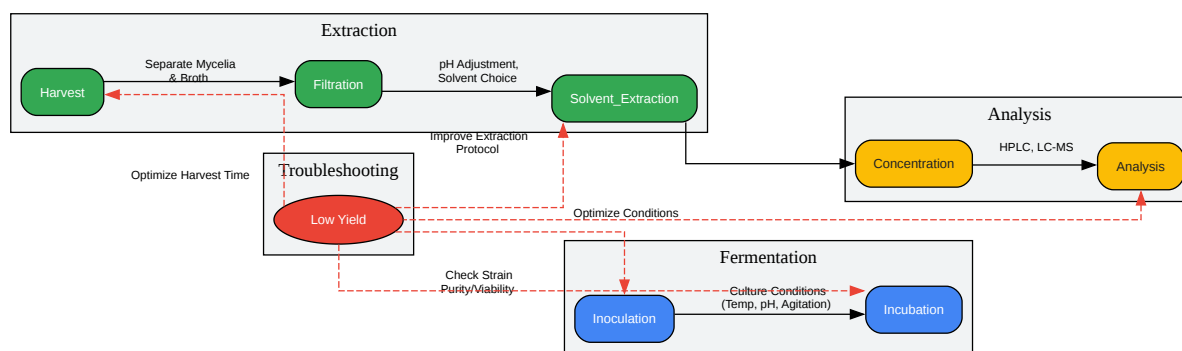 Extraction
Separate Mycelia
& Broth
pH Adjustment,
Solvent Choice
Harvest
Filtration
Solvent_Extraction
Improve Extraction
Protocol
Analysis
HPLC, LC-MS
Concentration
Analysis
Optimize Harvest Time
Troubleshooting
Low Yield
Optimize Conditions
Fermentation
Check Strain
Purity/Viability
Culture Conditions
(Temp, pH, Agitation)
Inoculation
Incubation